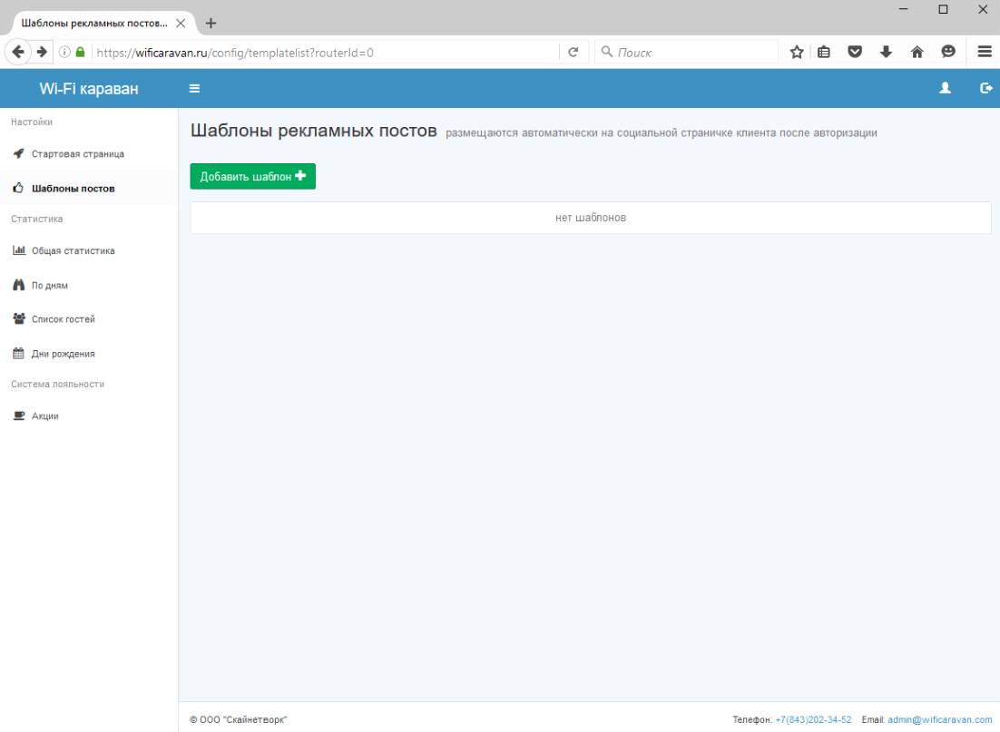 Шаблоны рекламных постов...
https://wificaravan.ru/config/templatelist?routerId=0
Поиск
Wi-Fi караван
Настойки
Стартовая страница
Шаблоны постов
Статистика
Общая статистика
По дням
Список гостей
Дни рождения
Система лояльности
Акции
Шаблоны рекламных постов размещаются автоматически на социальной страничке клиента после авторизации
Добавить шаблон
нет шаблонов
© ООО "Скайнетворк"
Телефон: +7(843)202-34-52 Email: admin@wificaravan.com